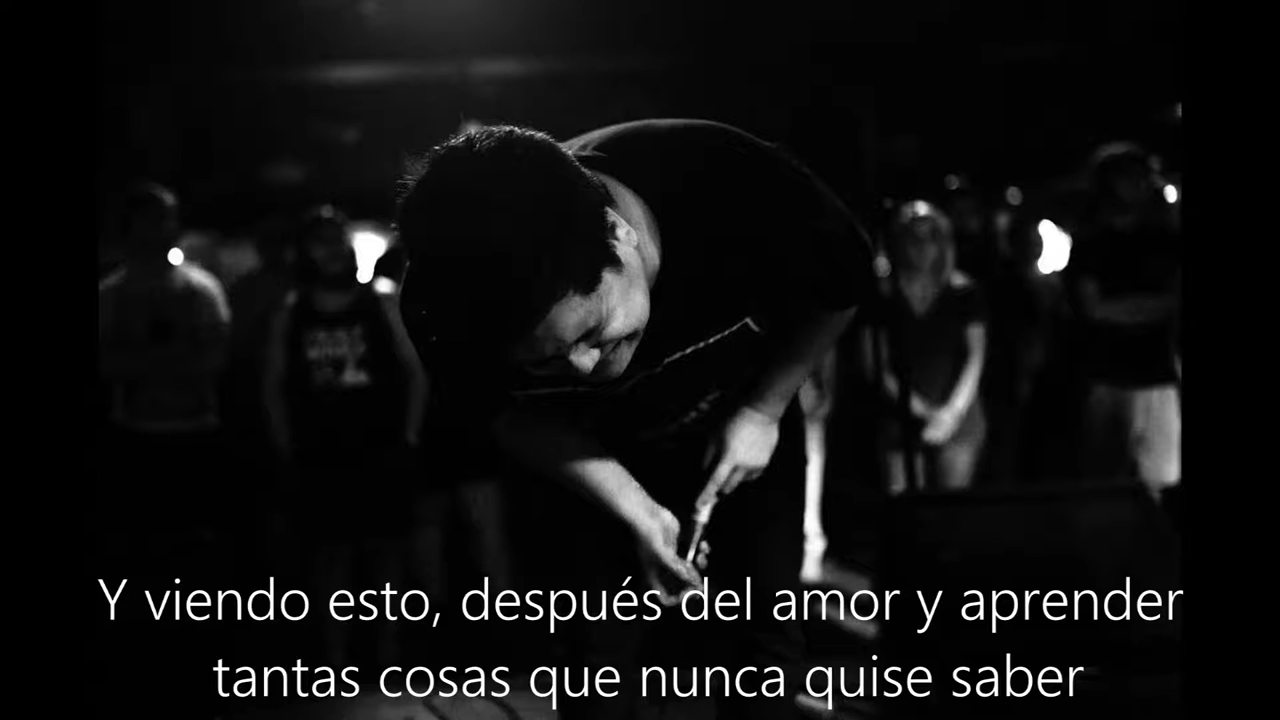 Y viendo esto, después del amor y aprender
tantas cosas que nunca quise saber